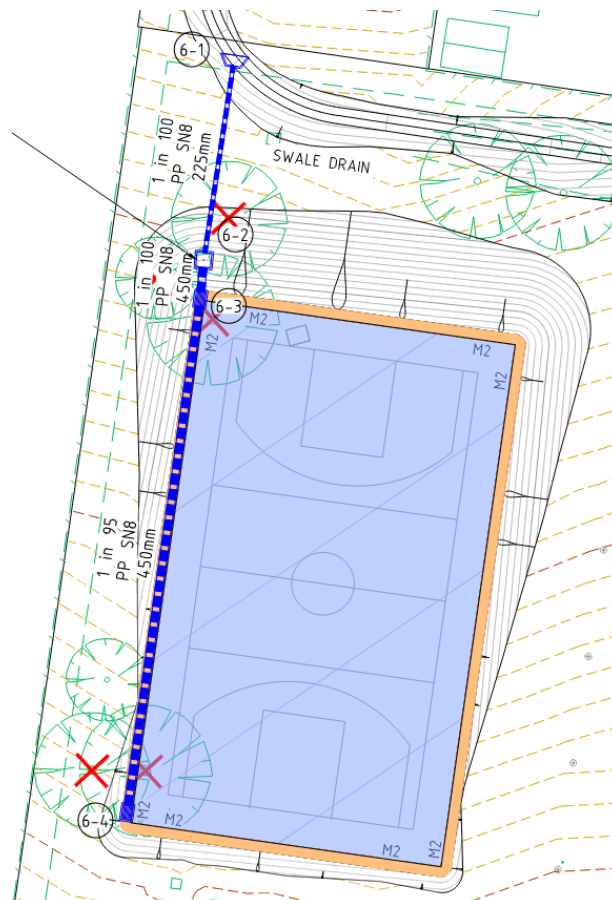 6-1
1 in 100
PP SN8
225mm
SWALE DRAIN
6-2
1 in 100
PP SN8
450mm
6-3
M2
M2
M2
M2
1 in 95
PP SN8
450mm
6-4
M2
M2
M2
M2